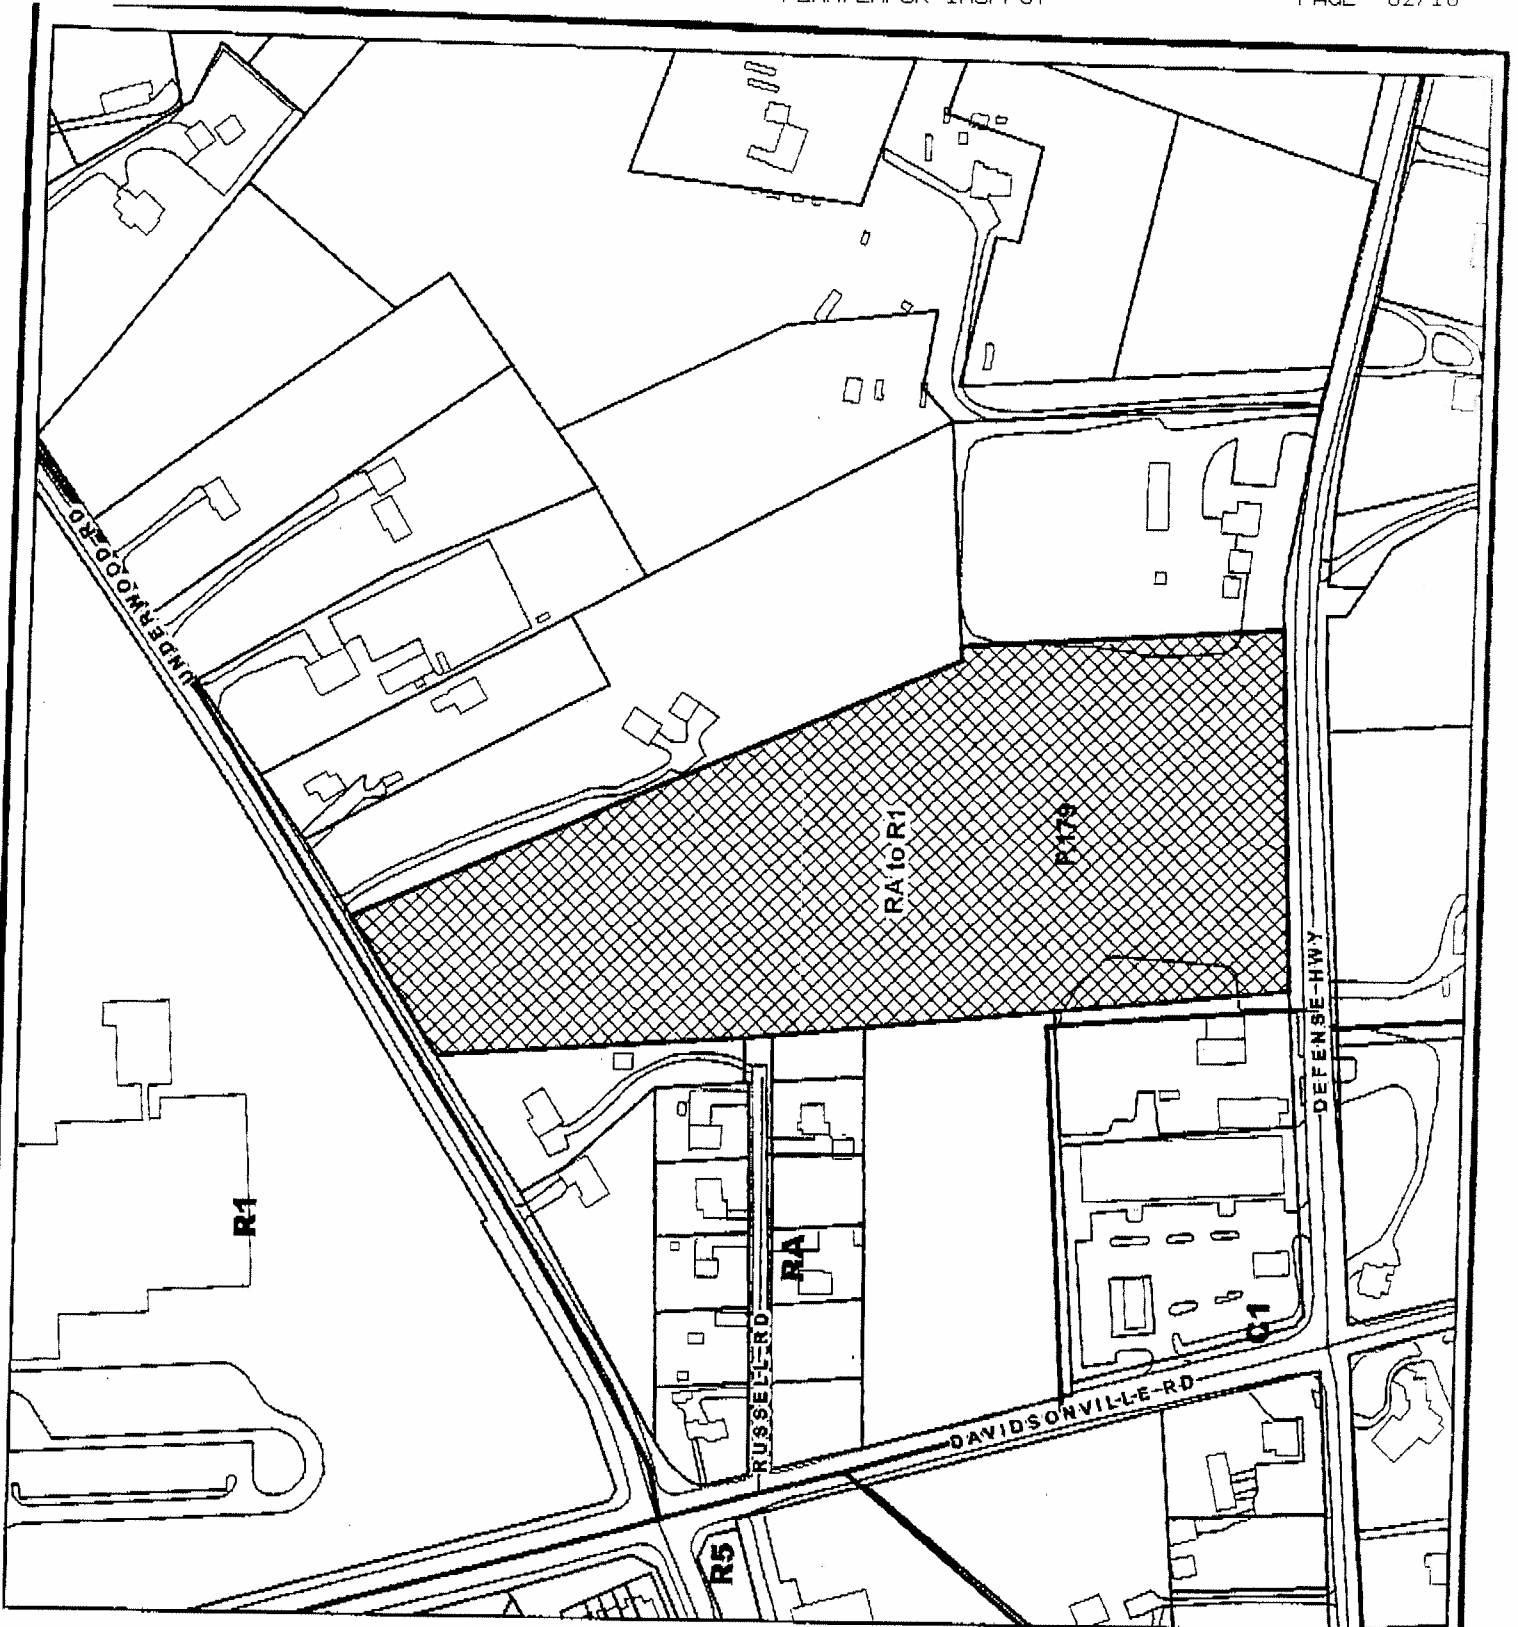 PAGE 02/10
UNDERWOOD RD
RA to R1
P179
DEFENSE HWY
R1
RA
RUSSELL RD
C1
DAVIDSONVILLE RD
R5